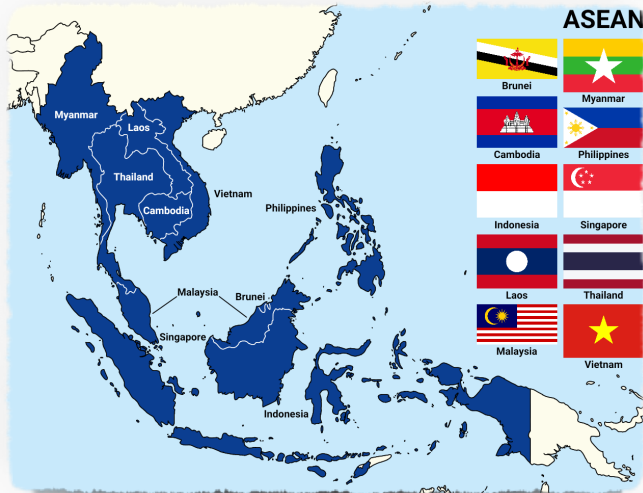 ASEAN
Brunei
Myanmar
Cambodia
Philippines
Indonesia
Singapore
Laos
Thailand
Malaysia
Vietnam
Myanmar
Laos
Thailand
Cambodia
Vietnam
Philippines
Malaysia
Brunei
Singapore
Indonesia